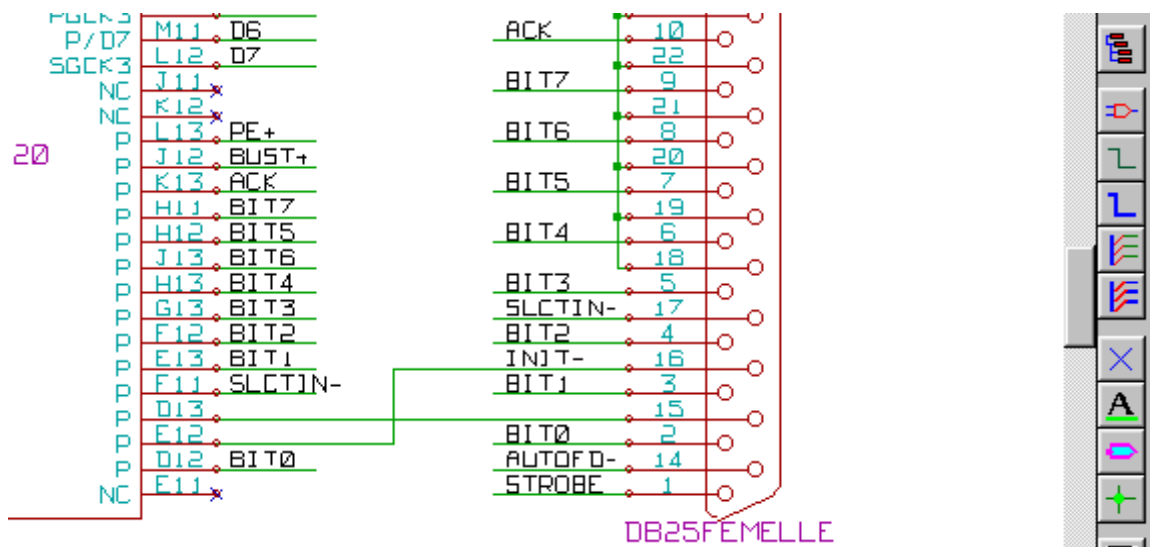 PGCK3
P/D7 M11 D6 ACK 10
SGCK3 L12 D7 22
NC J11 BIT7 9
NC K12 21
P L13 PE+ BIT6 8
20 P J12 BUST+ 20
P K13 ACK BIT5 7
P H11 BIT7 19
P H12 BIT5 BIT4 6
P J13 BIT6 18
P H13 BIT4 BIT3 5
P G13 BIT3 SLCTIN- 17
P F12 BIT2 BIT2 4
P E13 BIT1 INIT- 16
P F11 SLCTIN- BIT1 3
P D13 15
P E12 BIT0 2
P D12 BIT0 AUTOFD- 14
NC E11 STROBE 1
DB25FEMELLE
A